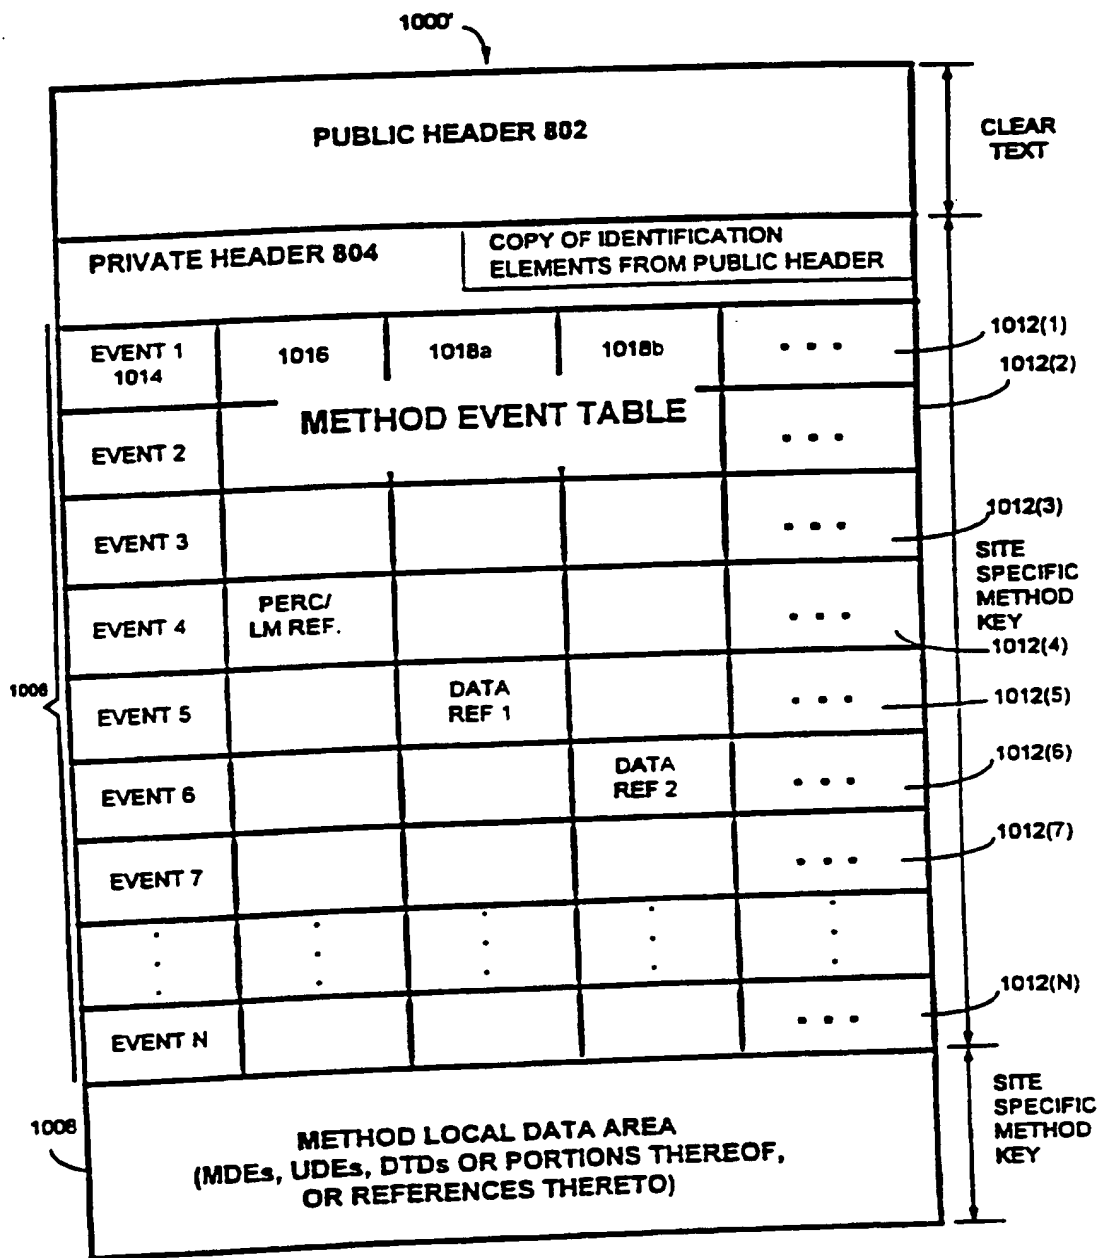 1000'
PUBLIC HEADER 802
CLEAR
TEXT
PRIVATE HEADER 804
COPY OF IDENTIFICATION
ELEMENTS FROM PUBLIC HEADER
EVENT 1
1014
1016
1018a
1018b
• • •
1012(1)
1012(2)
METHOD EVENT TABLE
EVENT 2
• • •
EVENT 3
• • •
1012(3)
SITE
SPECIFIC
METHOD
KEY
EVENT 4
PERC/
LM REF.
• • •
1012(4)
1006
EVENT 5
DATA
REF 1
• • •
1012(5)
EVENT 6
DATA
REF 2
• • •
1012(6)
EVENT 7
• • •
1012(7)
EVENT N
• • •
1012(N)
1008
METHOD LOCAL DATA AREA
(MDEs, UDEs, DTDs OR PORTIONS THEREOF,
OR REFERENCES THERETO)
SITE
SPECIFIC
METHOD
KEY